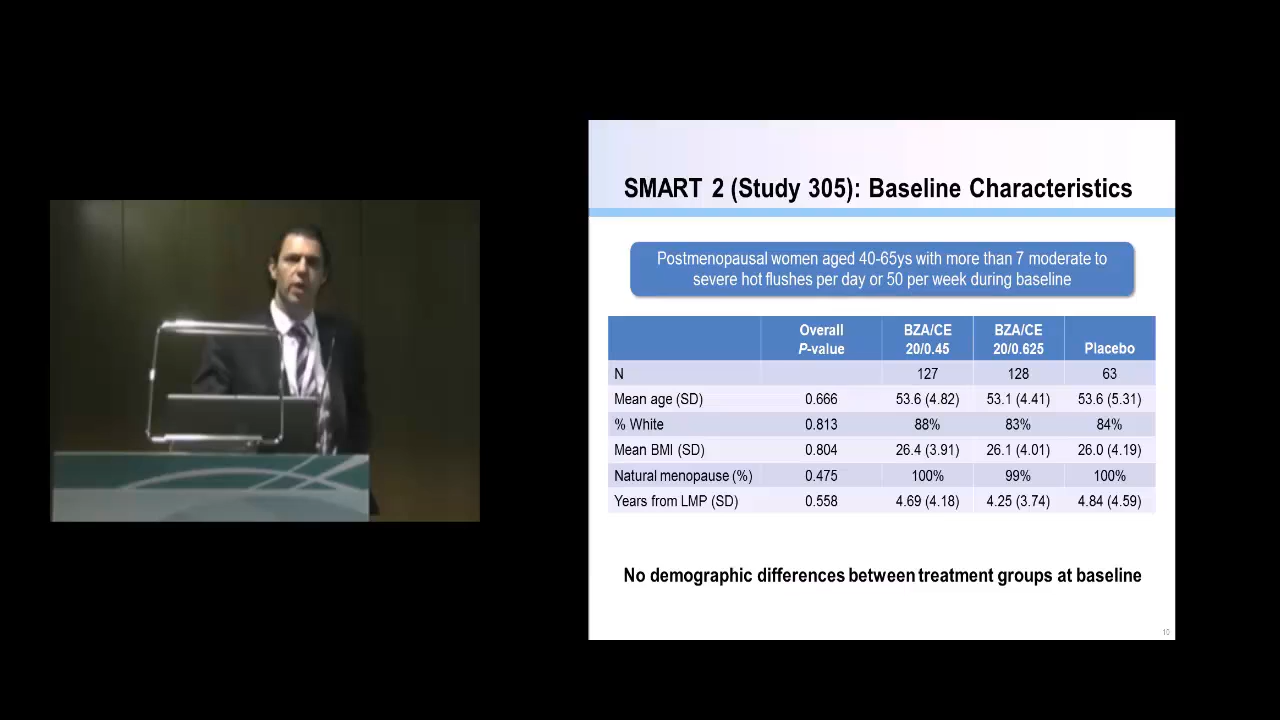 SMART 2 (Study 305): Baseline Characteristics
Postmenopausal women aged 40-65ys with more than 7 moderate to
severe hot flushes per day or 50 per week during baseline
Overall P-value BZA/CE 20/0.45 BZA/CE 20/0.625 Placebo
N 127 128 63
Mean age (SD) 0.666 53.6 (4.82) 53.1 (4.41) 53.6 (5.31)
% White 0.813 88% 83% 84%
Mean BMI (SD) 0.804 26.4 (3.91) 26.1 (4.01) 26.0 (4.19)
Natural menopause (%) 0.475 100% 99% 100%
Years from LMP (SD) 0.558 4.69 (4.18) 4.25 (3.74) 4.84 (4.59)
No demographic differences between treatment groups at baseline
10